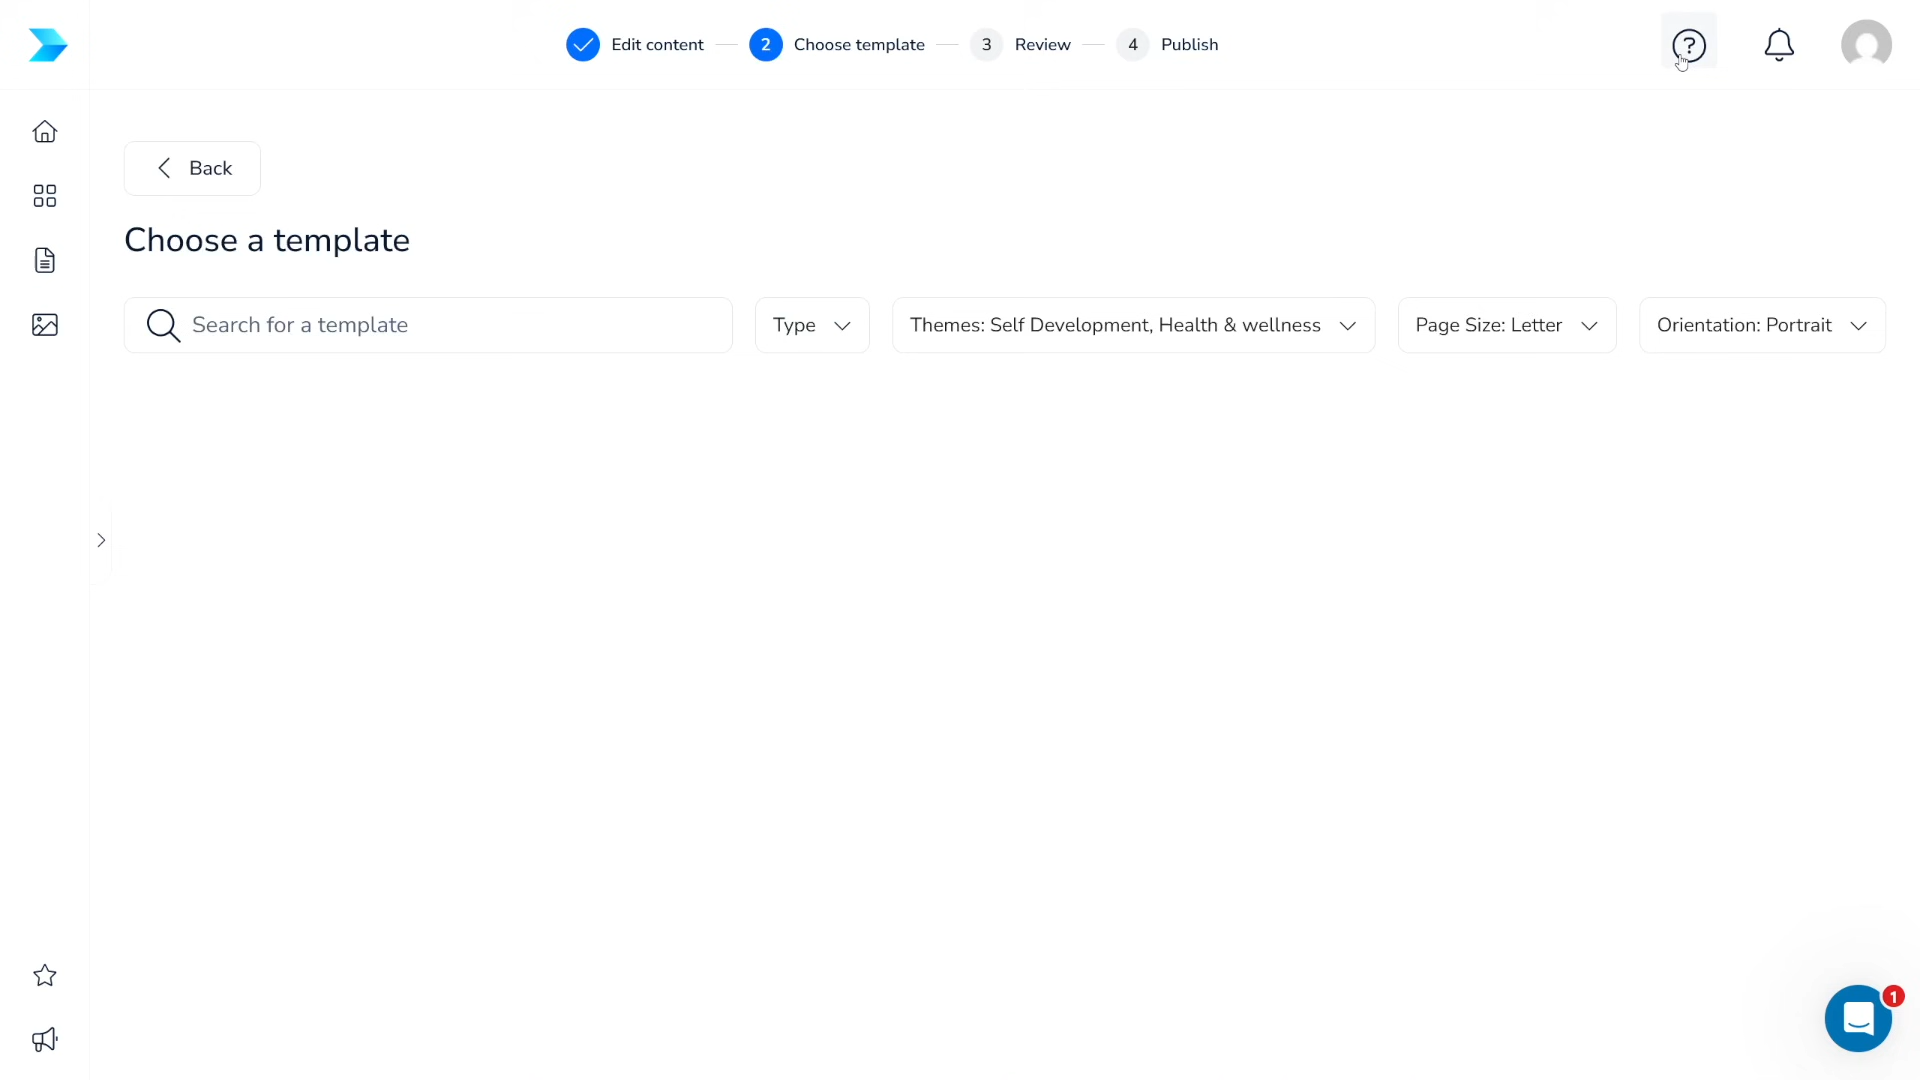 Edit content
2 Choose template
3 Review
4 Publish
?
Back
Choose a template
Search for a template
Type
Themes: Self Development, Health & wellness
Page Size: Letter
Orientation: Portrait
1